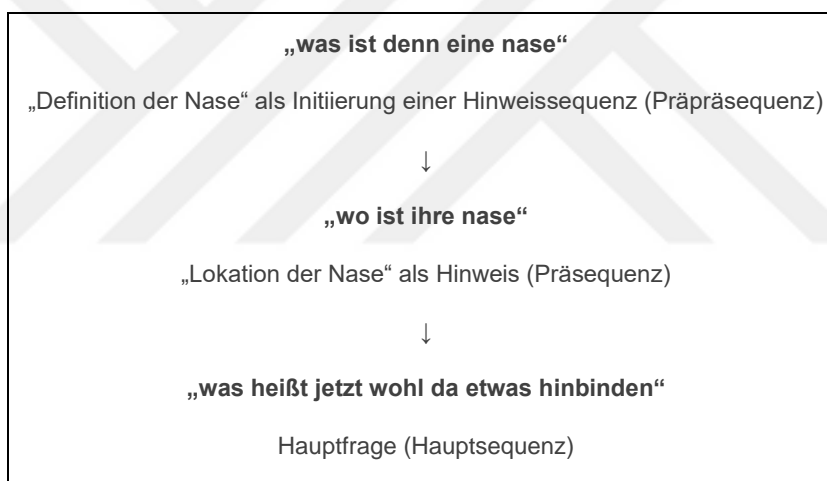 „was ist denn eine nase“
„Definition der Nase“ als Initiierung einer Hinweissequenz (Präpräsequenz)
↓
„wo ist ihre nase“
„Lokation der Nase“ als Hinweis (Präsequenz)
↓
„was heißt jetzt wohl da etwas hinbinden“
Hauptfrage (Hauptsequenz)